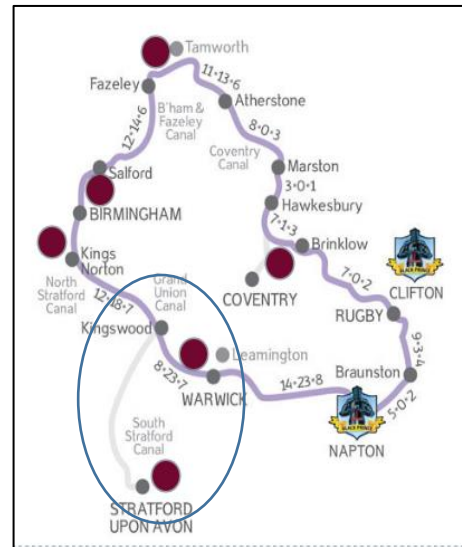 Tamworth
Fazeley
11·13·6
Atherstone
B'ham &
Fazeley
Canal
12·14·6
8·0·3
Coventry
Canal
Salford
Marston
3·0·1
Hawkesbury
BIRMINGHAM
7·1·3
Brinklow
Kings
Norton
7·0·2
CLIFTON
North
Stratford
Canal
12·18·7
Grand
Union
Canal
COVENTRY
RUGBY
Kingswood
Leamington
9·3·4
8·23·7
Braunston
WARWICK
14·23·8
5·0·2
South
Stratford
Canal
NAPTON
STRATFORD
UPON AVON